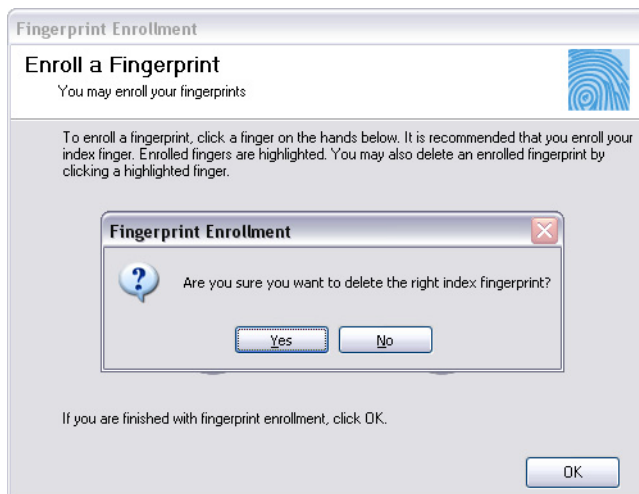 Fingerprint Enrollment
Enroll a Fingerprint
You may enroll your fingerprints
To enroll a fingerprint, click a finger on the hands below. It is recommended that you enroll your
index finger. Enrolled fingers are highlighted. You may also delete an enrolled fingerprint by
clicking a highlighted finger.
Fingerprint Enrollment
Are you sure you want to delete the right index fingerprint?
Yes No
If you are finished with fingerprint enrollment, click OK.
OK